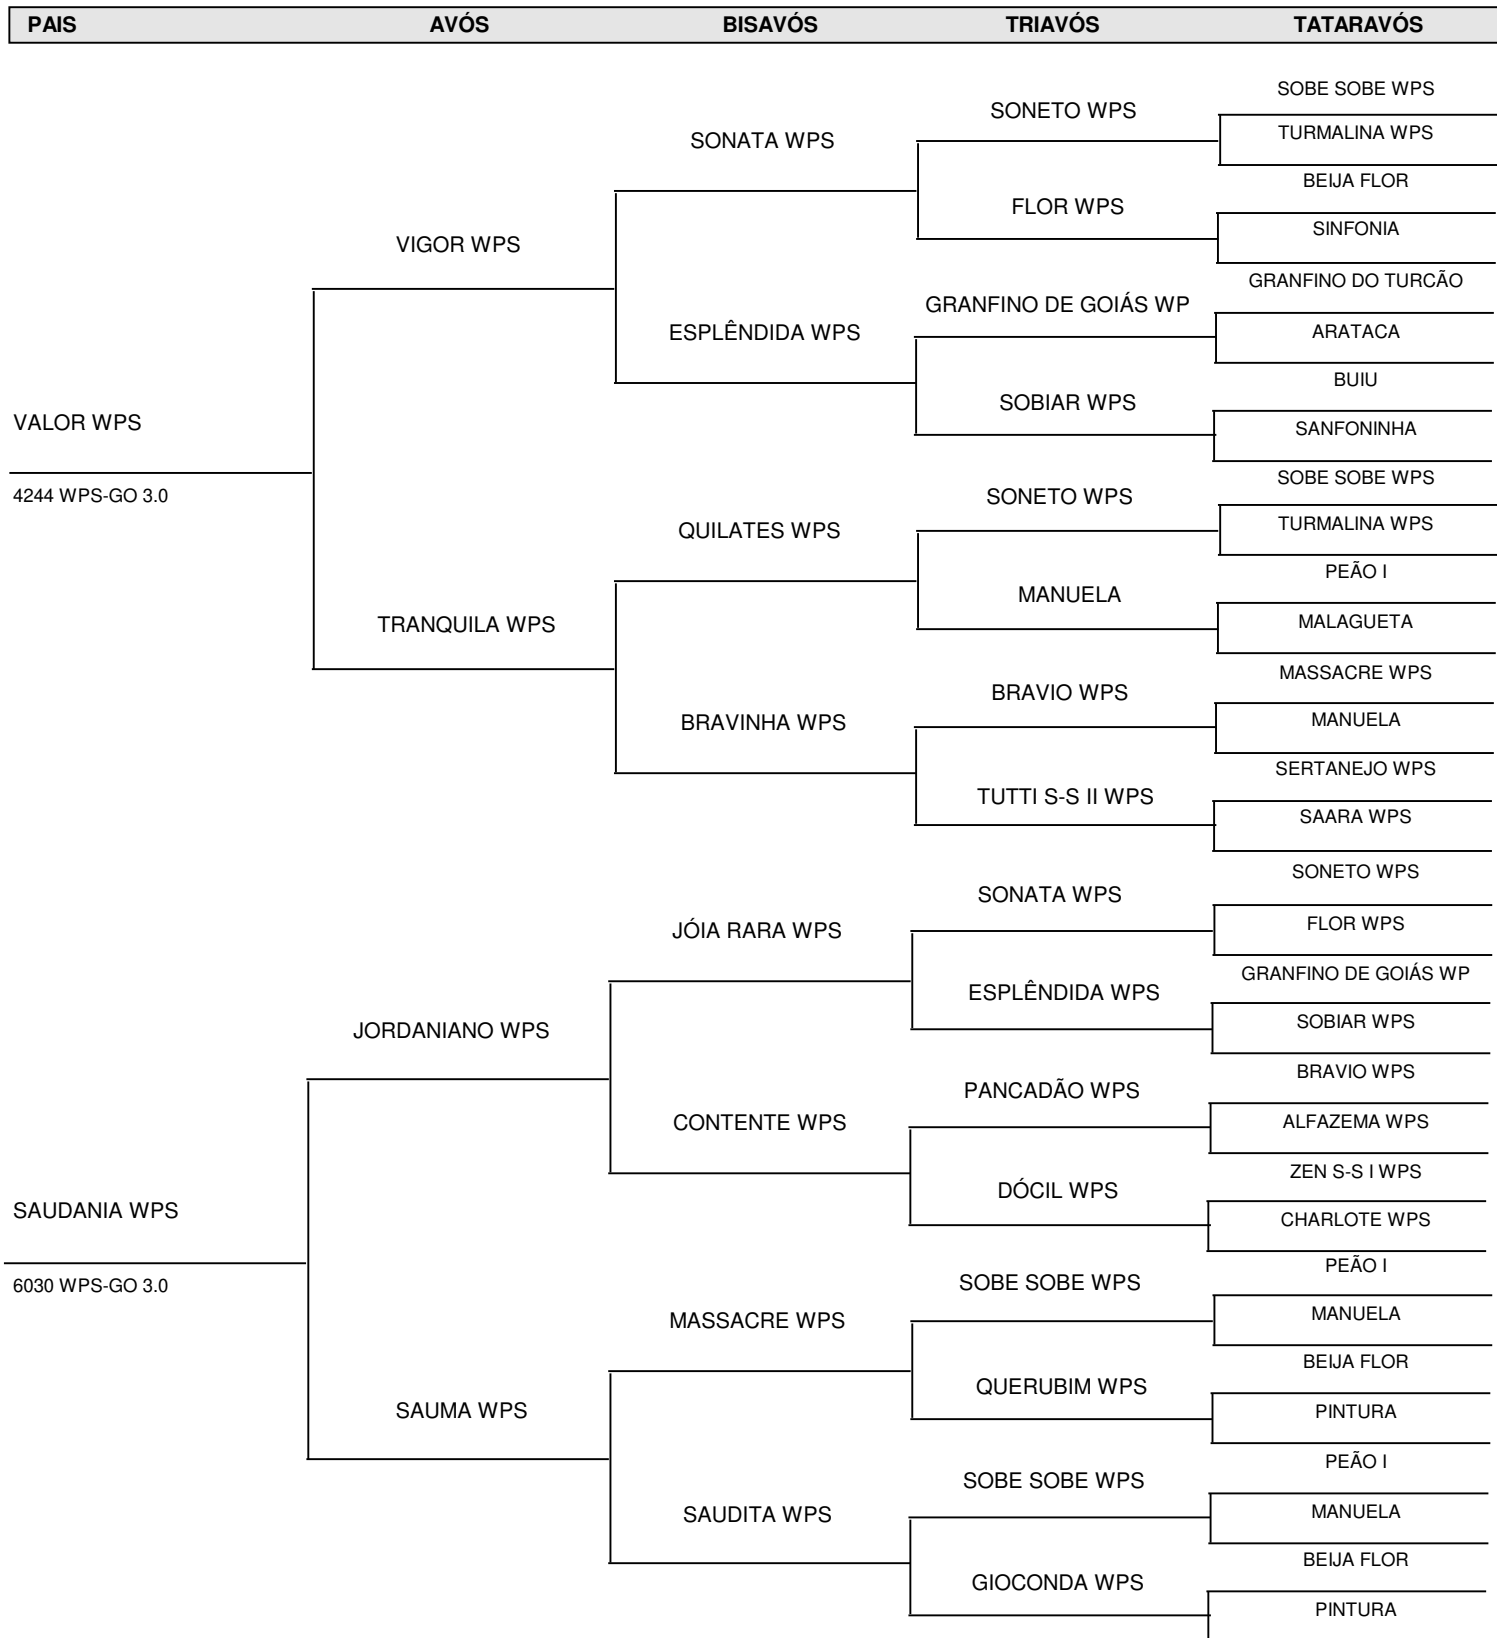 PAIS AVÓS BISAVÓS TRIAVÓS TATARAVÓS
SOBE SOBE WPS
SONETO WPS
TURMALINA WPS
SONATA WPS
BEIJA FLOR
FLOR WPS
SINFONIA
VIGOR WPS
GRANFINO DO TURCÃO
GRANFINO DE GOIÁS WP
ARATACA
ESPLÊNDIDA WPS
BUIU
SOBIAR WPS
SANFONINHA
VALOR WPS
4244 WPS-GO 3.0
SOBE SOBE WPS
SONETO WPS
TURMALINA WPS
QUILATES WPS
PEÃO I
MANUELA
MALAGUETA
TRANQUILA WPS
MASSACRE WPS
BRAVIO WPS
MANUELA
BRAVINHA WPS
SERTANEJO WPS
TUTTI S-S II WPS
SAARA WPS
SONETO WPS
SONATA WPS
FLOR WPS
JÓIA RARA WPS
GRANFINO DE GOIÁS WP
ESPLÊNDIDA WPS
SOBIAR WPS
JORDANIANO WPS
BRAVIO WPS
PANCADÃO WPS
ALFAZEMA WPS
CONTENTE WPS
ZEN S-S I WPS
DÓCIL WPS
CHARLOTE WPS
SAUDANIA WPS
6030 WPS-GO 3.0
PEÃO I
SOBE SOBE WPS
MANUELA
MASSACRE WPS
BEIJA FLOR
QUERUBIM WPS
PINTURA
SAUMA WPS
PEÃO I
SOBE SOBE WPS
MANUELA
SAUDITA WPS
BEIJA FLOR
GIOCONDA WPS
PINTURA